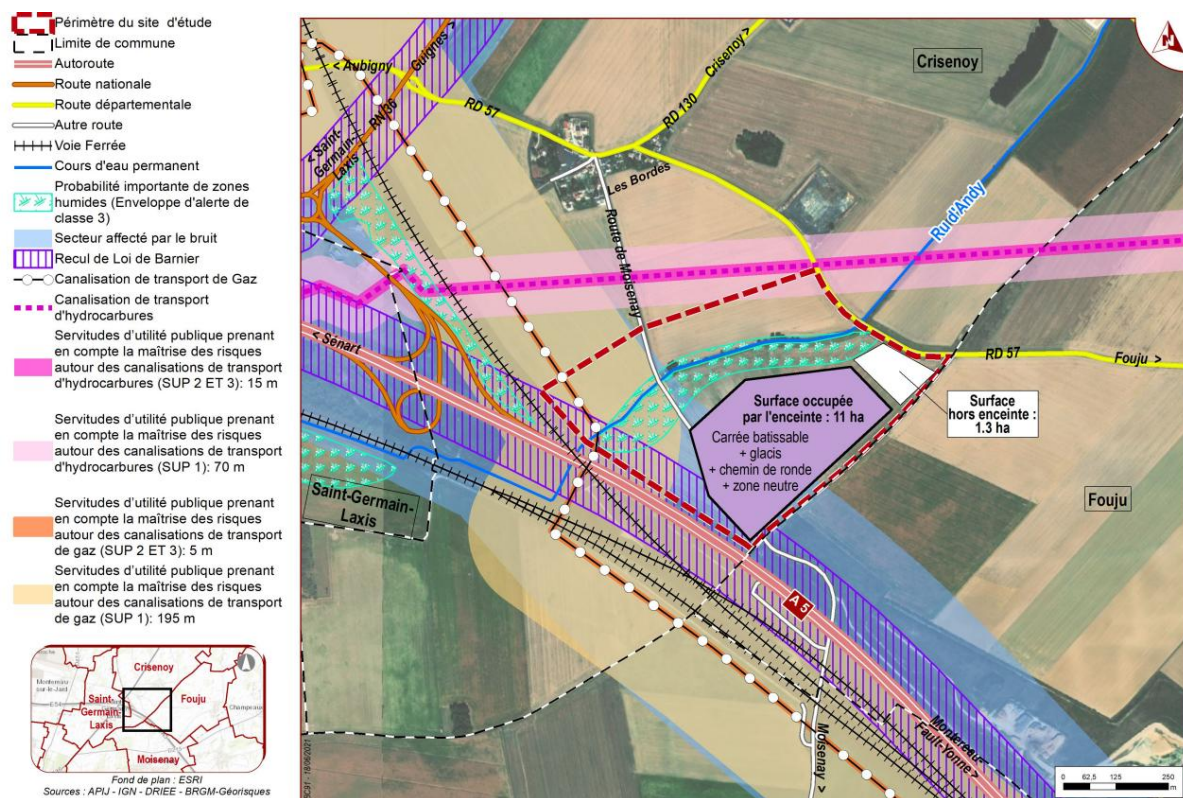 Périmètre du site d'étude
Limite de commune
Autoroute
Route nationale
Route départementale
Autre route
Voie Ferrée
Cours d'eau permanent
Probabilité importante de zones
humides (Enveloppe d'alerte de
classe 3)
Secteur affecté par le bruit
Recul de Loi de Barnier
Canalisation de transport de Gaz
Canalisation de transport
d'hydrocarbures
Servitudes d'utilité publique prenant
en compte la maîtrise des risques
autour des canalisations de transport
d'hydrocarbures (SUP 2 ET 3): 15 m
Servitudes d'utilité publique prenant
en compte la maîtrise des risques
autour des canalisations de transport
d'hydrocarbures (SUP 1): 70 m
Servitudes d'utilité publique prenant
en compte la maîtrise des risques
autour des canalisations de transport
de gaz (SUP 2 ET 3): 5 m
Servitudes d'utilité publique prenant
en compte la maîtrise des risques
autour des canalisations de transport
de gaz (SUP 1): 195 m
Crisenoy
Saint-
Germain-
Laxis
Fouju
Champeaux
Moisenay
Fond de plan : ESRI
Sources : APIJ - IGN - DRIEE - BRGM-Géorisques
N
Guignes >
< Aubigny
RN 36
< Saint-
Germain-
Laxis
RD 57
RD 130
Crisenoy >
Crisenoy
Les Bordes
Route de Moisenay
Ru d'Andy
< Sénart
RD 57
Fouju >
Surface occupée
par l'enceinte : 11 ha
Carrée batissable
+ glacis
+ chemin de ronde
+ zone neutre
Surface
hors enceinte :
1.3 ha
Saint-Germain-
Laxis
Fouju
A 5
Moisenay >
Montereau-
Fault-Yonne >
18/06/2021
0 62,5 125 250
m